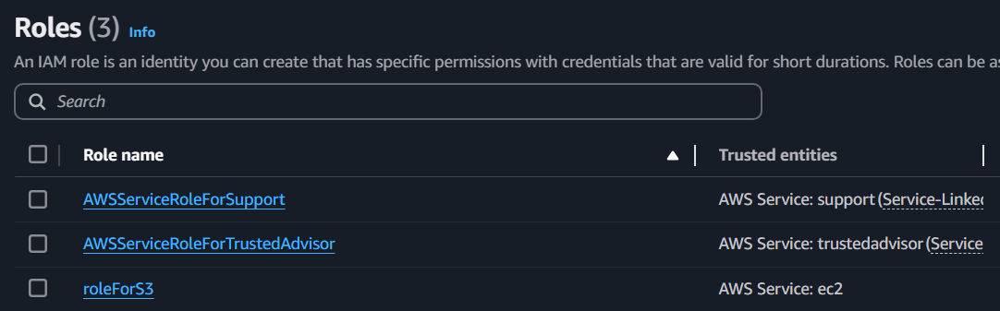 Roles (3) Info
An IAM role is an identity you can create that has specific permissions with credentials that are valid for short durations. Roles can be
Search
Role name Trusted entities
AWSServiceRoleForSupport AWS Service: support (Service-Linked
AWSServiceRoleForTrustedAdvisor AWS Service: trustedadvisor (Service
roleForS3 AWS Service: ec2